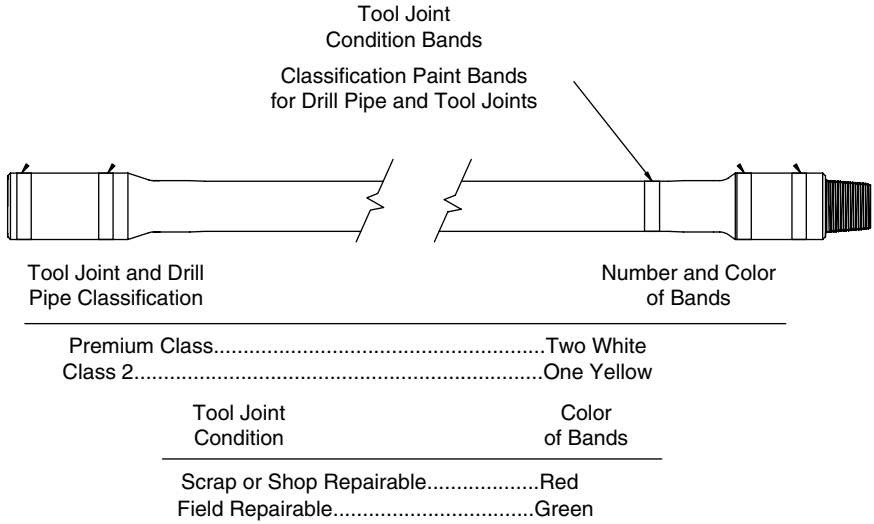 Tool Joint
Condition Bands
Classification Paint Bands
for Drill Pipe and Tool Joints
Tool Joint and Drill
Pipe Classification
Number and Color
of Bands
Premium Class.........................................................Two White
Class 2......................................................................One Yellow
Tool Joint
Condition
Color
of Bands
Scrap or Shop Repairable...................Red
Field Repairable..................................Green